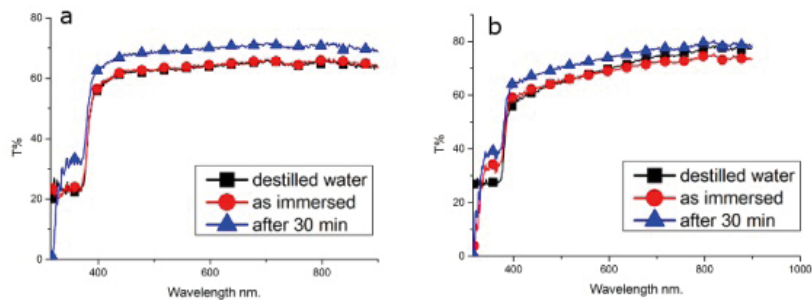 a
80
60
40
20
0
T%
400
600
800
Wavelength nm.
destilled water
as immersed
after 30 min
b
80
60
40
20
0
T%
400
600
800
1000
Wavelength nm.
destilled water
as immersed
after 30 min